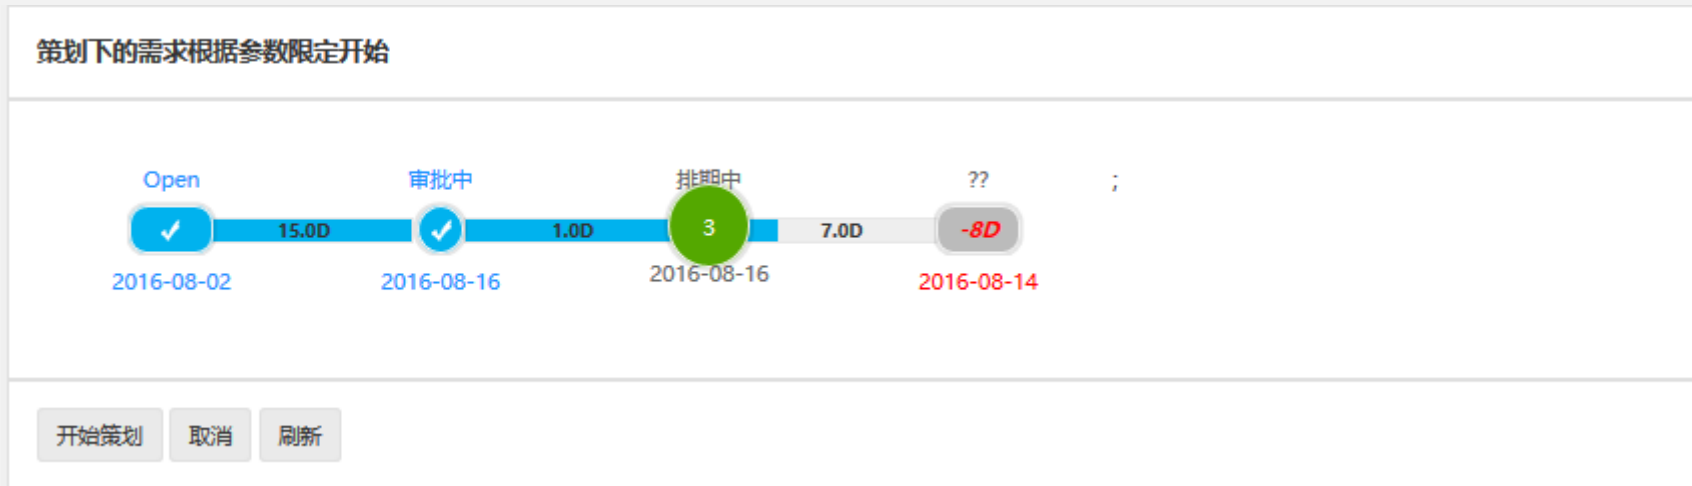 策划下的需求根据参数限定开始
Open 审批中 排期中 ?? ;
15.0D 1.0D 3 7.0D -8D
2016-08-02 2016-08-16 2016-08-16 2016-08-14
开始策划 取消 刷新